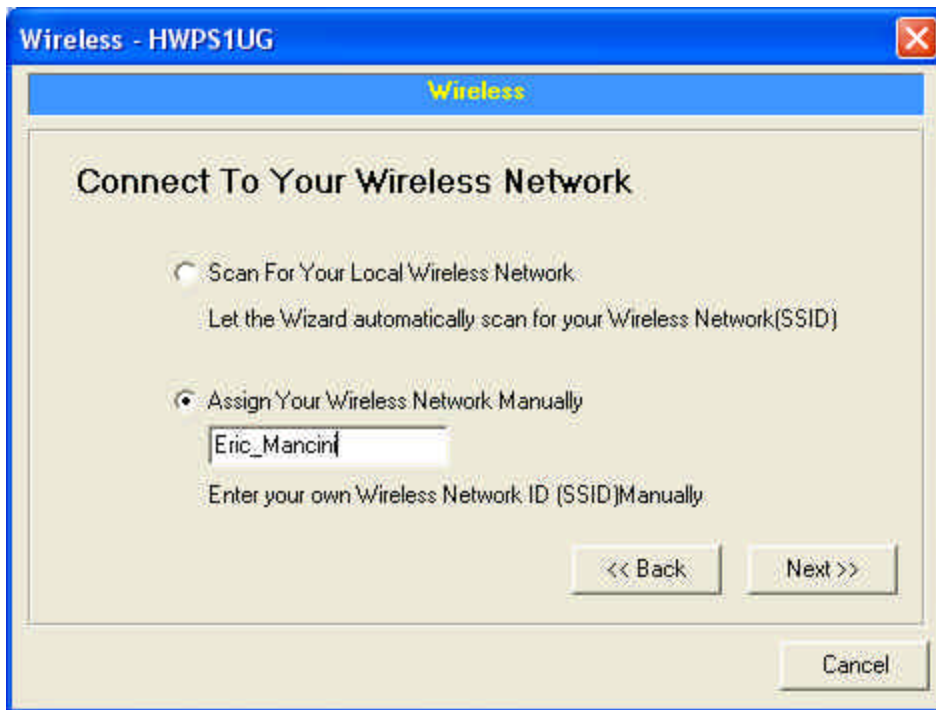 Wireless - HWPS1UG
Wireless
Connect To Your Wireless Network
Scan For Your Local Wireless Network
Let the Wizard automatically scan for your Wireless Network(SSID)
Assign Your Wireless Network Manually
Eric_Mancini
Enter your own Wireless Network ID (SSID)Manually
<< Back
Next >>
Cancel